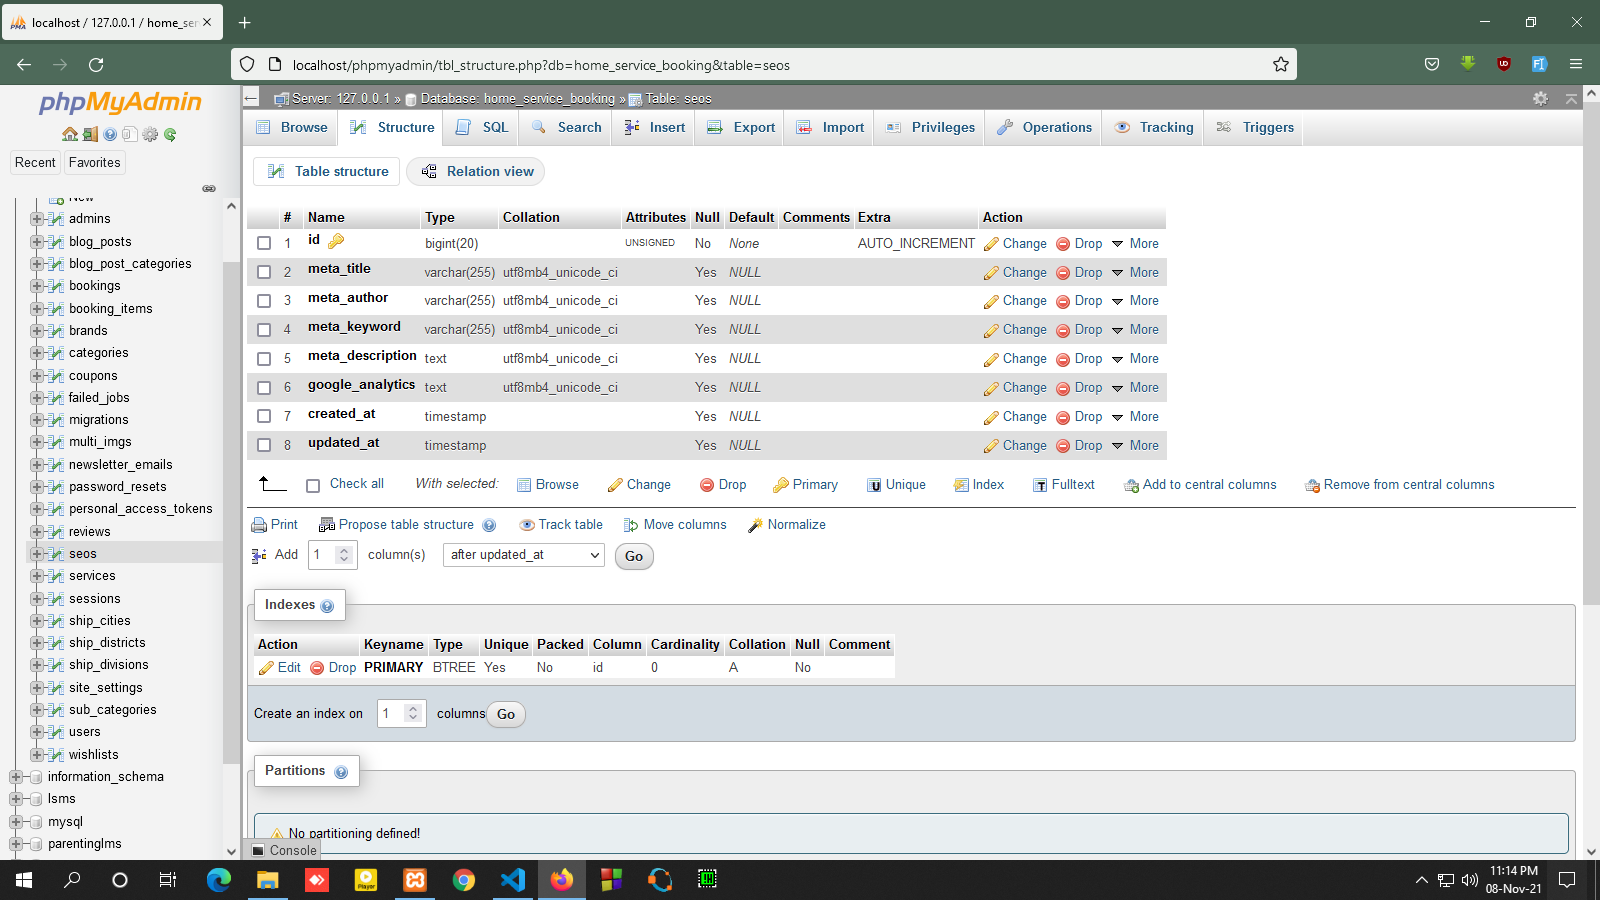 localhost / 127.0.0.1 / home_ser
localhost/phpmyadmin/tbl_structure.php?db=home_service_booking&table=seos
phpMyAdmin
Recent Favorites
New
admins
blog_posts
blog_post_categories
bookings
booking_items
brands
categories
coupons
failed_jobs
migrations
multi_imgs
newsletter_emails
password_resets
personal_access_tokens
reviews
seos
services
sessions
ship_cities
ship_districts
ship_divisions
site_settings
sub_categories
users
wishlists
information_schema
lsms
mysql
parentinglms
Server: 127.0.0.1 » Database: home_service_booking » Table: seos
Browse Structure SQL Search Insert Export Import Privileges Operations Tracking Triggers
Table structure Relation view
# Name Type Collation Attributes Null Default Comments Extra Action
1 id bigint(20) UNSIGNED No None AUTO_INCREMENT Change Drop More
2 meta_title varchar(255) utf8mb4_unicode_ci Yes NULL Change Drop More
3 meta_author varchar(255) utf8mb4_unicode_ci Yes NULL Change Drop More
4 meta_keyword varchar(255) utf8mb4_unicode_ci Yes NULL Change Drop More
5 meta_description text utf8mb4_unicode_ci Yes NULL Change Drop More
6 google_analytics text utf8mb4_unicode_ci Yes NULL Change Drop More
7 created_at timestamp Yes NULL Change Drop More
8 updated_at timestamp Yes NULL Change Drop More
Check all With selected: Browse Change Drop Primary Unique Index Fulltext Add to central columns Remove from central columns
Print Propose table structure Track table Move columns Normalize
Add 1 column(s) after updated_at Go
Indexes
Action Keyname Type Unique Packed Column Cardinality Collation Null Comment
Edit Drop PRIMARY BTREE Yes No id 0 A No
Create an index on 1 columns Go
Partitions
No partitioning defined!
Console
Player
11:14 PM
08-Nov-21